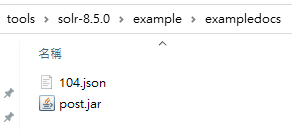 tools › solr-8.5.0 › example › exampledocs
名稱
104.json
post.jar